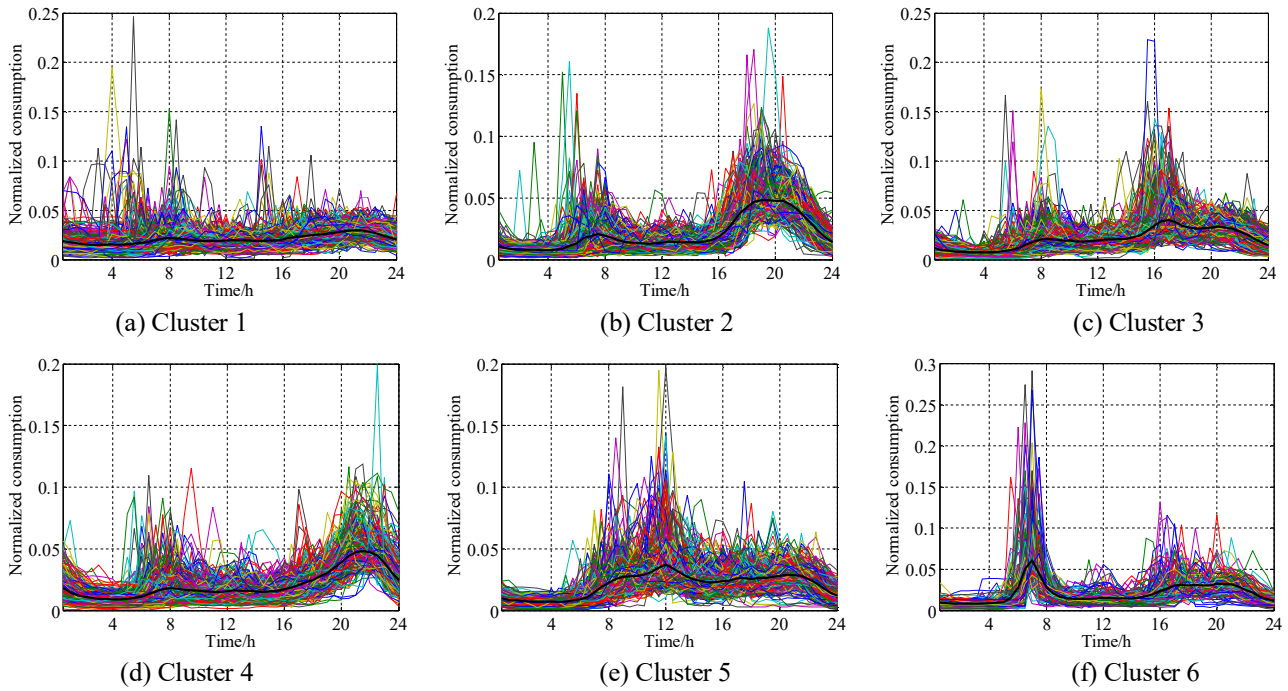 0.25
0.2
0.15
0.1
0.05
0
Normalized consumption
4 8 12 16 20 24
Time/h
(a) Cluster 1
0.2
0.15
0.1
0.05
0
Normalized consumption
4 8 12 16 20 24
Time/h
(b) Cluster 2
0.25
0.2
0.15
0.1
0.05
0
Normalized consumption
4 8 12 16 20 24
Time/h
(c) Cluster 3
0.2
0.15
0.1
0.05
0
Normalized consumption
4 8 12 16 20 24
Time/h
(d) Cluster 4
0.2
0.15
0.1
0.05
0
Normalized consumption
4 8 12 16 20 24
Time/h
(e) Cluster 5
0.3
0.25
0.2
0.15
0.1
0.05
0
Normalized consumption
4 8 12 16 20 24
Time/h
(f) Cluster 6